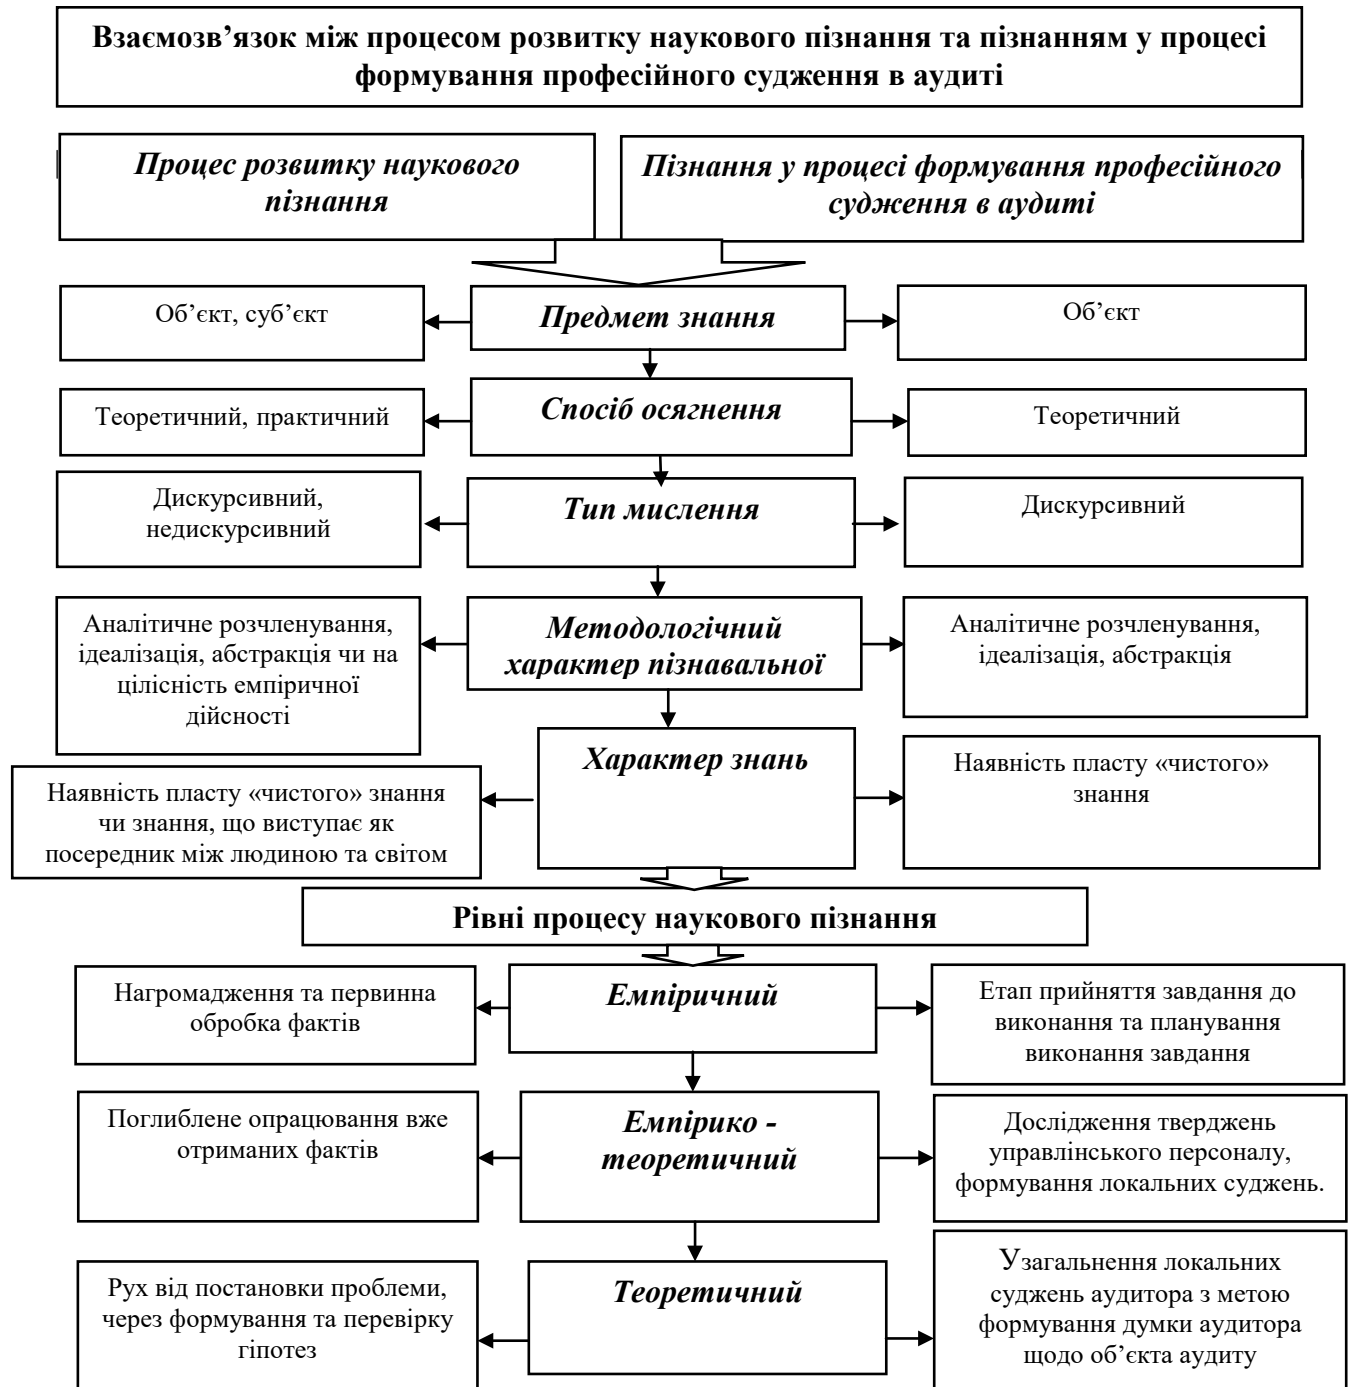 Взаємозв’язок між процесом розвитку наукового пізнання та пізнанням у процесі
формування професійного судження в аудиті
Процес розвитку наукового
пізнання
Пізнання у процесі формування професійного
судження в аудиті
Об’єкт, суб’єкт
Предмет знання
Об’єкт
Теоретичний, практичний
Спосіб осягнення
Теоретичний
Дискурсивний,
недискурсивний
Тип мислення
Дискурсивний
Аналітичне розчленування,
ідеалізація, абстракція чи на
цілісність емпіричної
дійсності
Методологічний
характер пізнавальної
Аналітичне розчленування,
ідеалізація, абстракція
Наявність пласту «чистого» знання
чи знання, що виступає як
посередник між людиною та світом
Характер знань
Наявність пласту «чистого»
знання
Рівні процесу наукового пізнання
Нагромадження та первинна
обробка фактів
Емпіричний
Етап прийняття завдання до
виконання та планування
виконання завдання
Поглиблене опрацювання вже
отриманих фактів
Емпірико -
теоретичний
Дослідження тверджень
управлінського персоналу,
формування локальних суджень.
Рух від постановки проблеми,
через формування та перевірку
гіпотез
Теоретичний
Узагальнення локальних
суджень аудитора з метою
формування думки аудитора
щодо об’єкта аудиту